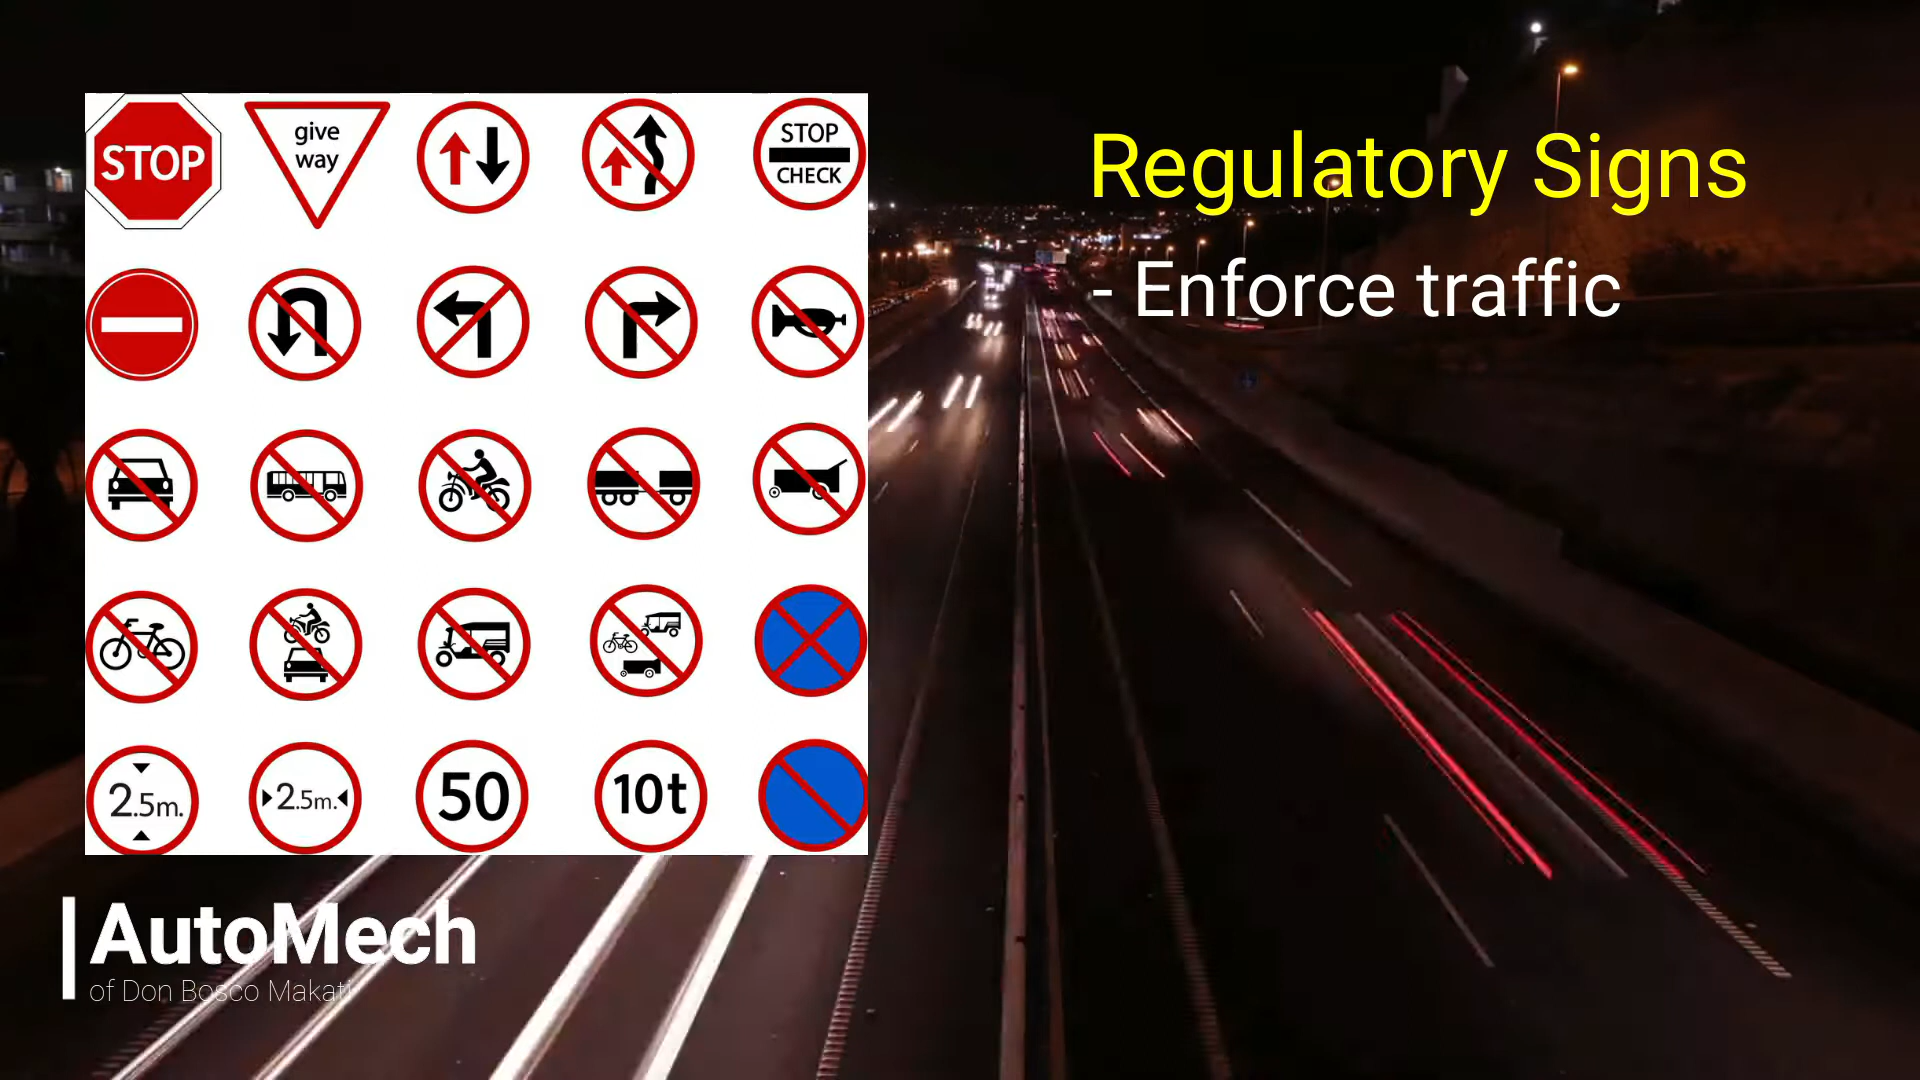 STOP
give
way
STOP
CHECK
2.5m.
2.5m.
50
10t
Regulatory Signs
- Enforce traffic
AutoMech
of Don Bosco Makati